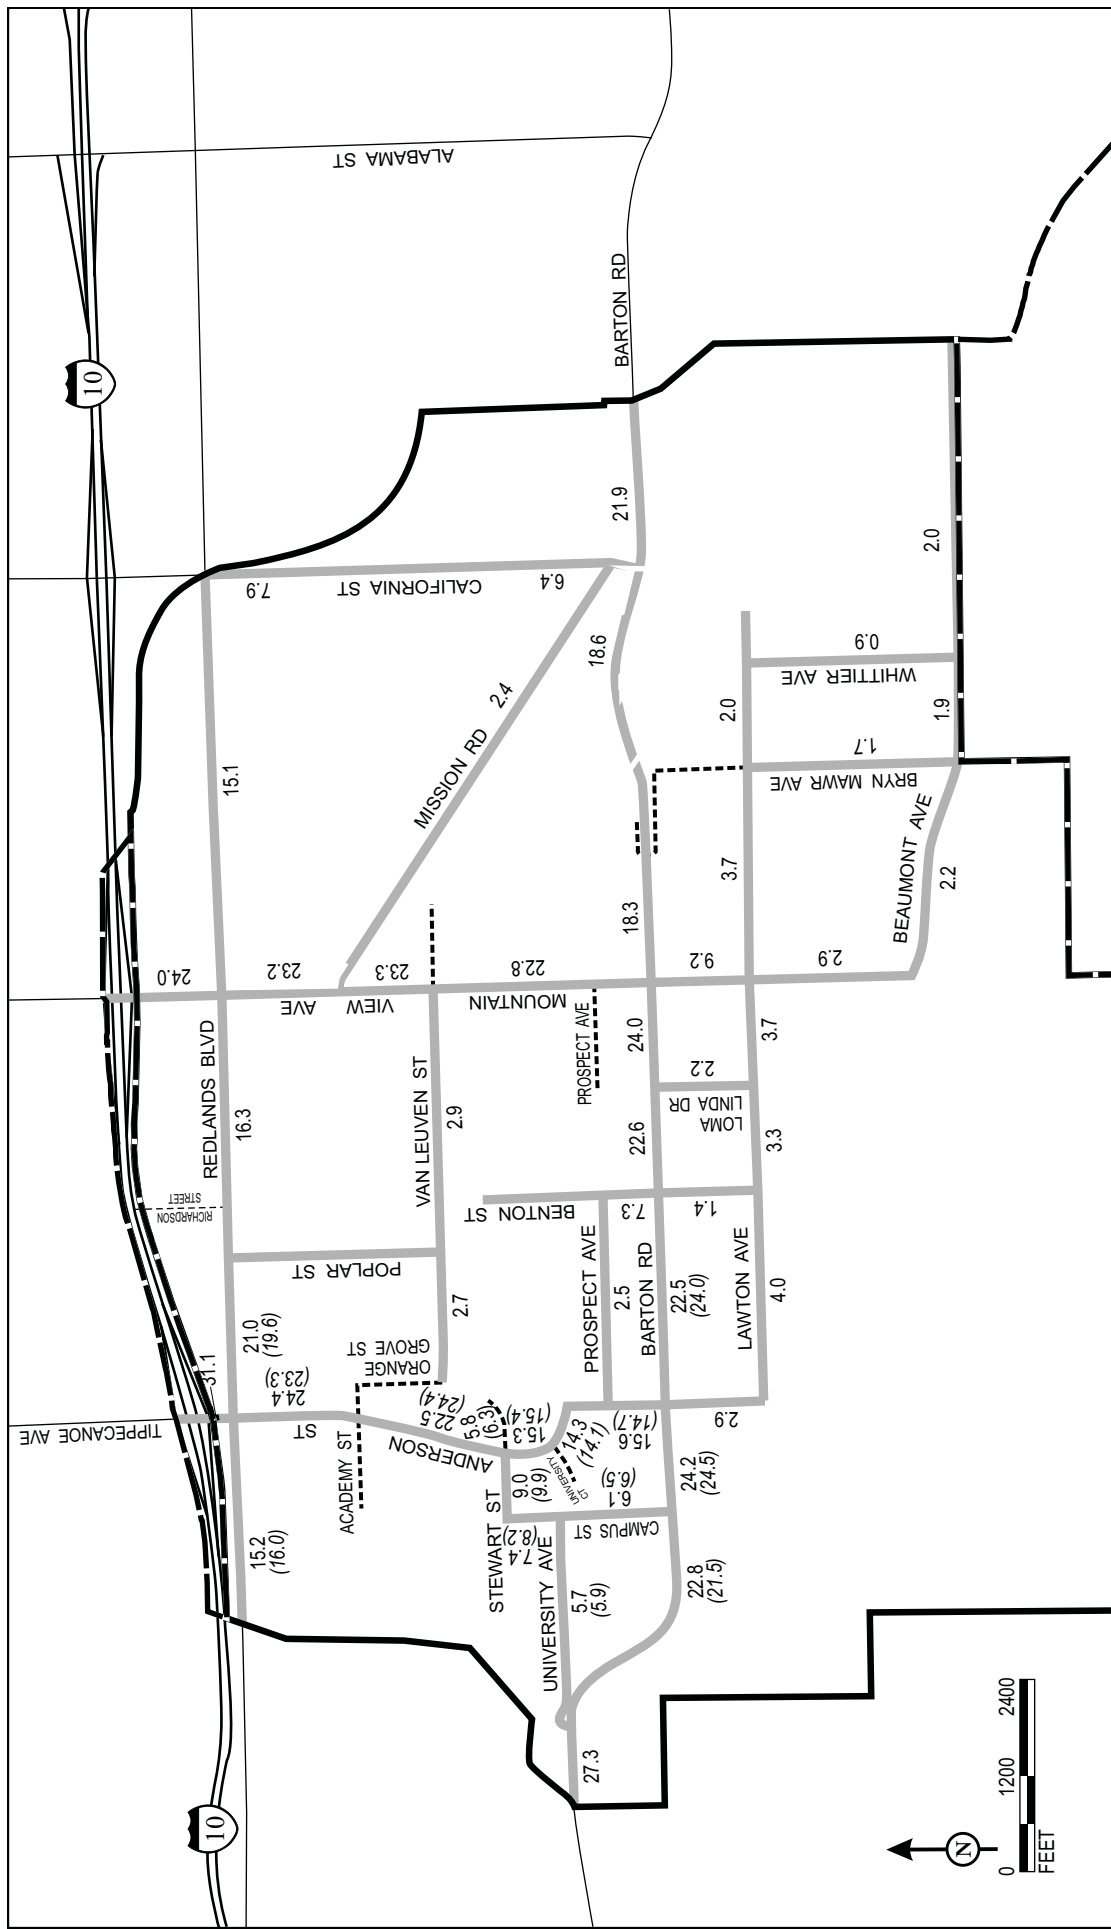 10
ALABAMA ST
BARTON RD
21.9
7.9
CALIFORNIA ST
6.4
2.0
18.6
0.9
WHITTIER AVE
2.4
MISSION RD
2.0
1.9
15.1
1.7
BRYN MAWR AVE
BEAUMONT AVE
3.7
2.2
18.3
24.0
23.2
23.3
22.8
9.2
2.9
VIEW
AVE
MOUNTAIN
PROSPECT AVE
REDLANDS BLVD
24.0
3.7
16.3
VAN LEUVEN ST
2.9
2.2
LOMA
LINDA DR
22.6
3.3
RICHARDSON
STREET
BENTON ST
7.3
1.4
POPLAR ST
PROSPECT AVE
2.5
BARTON RD
22.5
(24.0)
LAWTON AVE
4.0
2.7
21.0
(19.6)
ORANGE
GROVE ST
31.1
24.4
(23.3)
TIPPECANOE AVE
ST
22.5
(24.4)
5.8
(6.3)
15.3
(15.4)
15.6
(14.7)
2.9
ANDERSON
14.3
(14.1)
ACADEMY ST
UNIVERSITY
CT
9.0
(9.9)
6.1
(6.5)
24.2
(24.5)
STEWART ST
CAMPUS ST
7.4
(8.2)
15.2
(16.0)
UNIVERSITY AVE
5.7
(5.9)
22.8
(21.5)
27.3
10
N
0 1200 2400
FEET